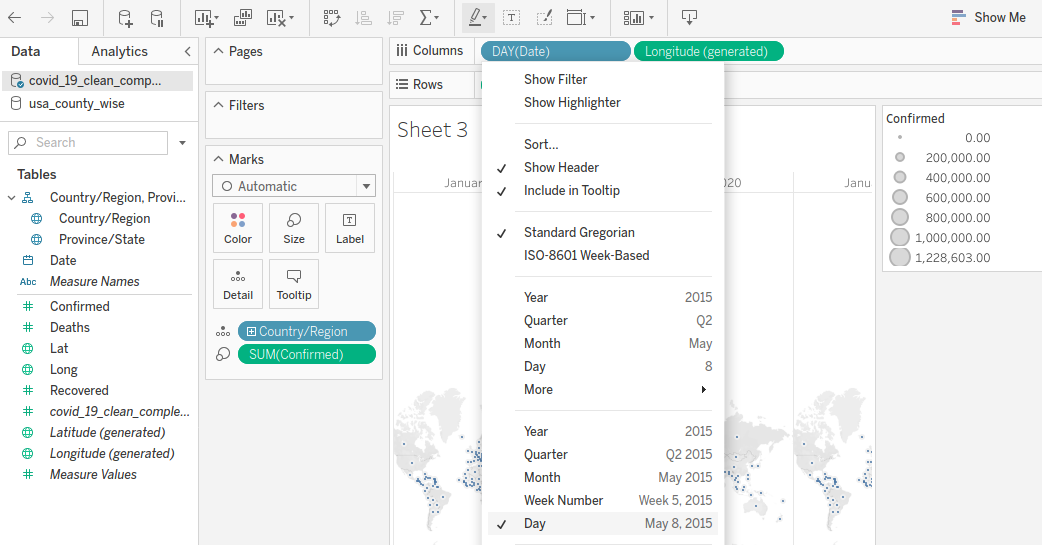 Show Me
Data
Analytics
covid_19_clean_comp...
usa_county_wise
Search
Tables
Country/Region, Provi...
Country/Region
Province/State
Date
Abc
Measure Names
Confirmed
Deaths
Lat
Long
Recovered
covid_19_clean_comple...
Latitude (generated)
Longitude (generated)
Measure Values
Pages
Filters
Marks
Automatic
Color
Size
Label
Detail
Tooltip
Country/Region
SUM(Confirmed)
Columns
DAY(Date)
Longitude (generated)
Rows
Sheet 3
Januar
020
Janu
Show Filter
Show Highlighter
Sort...
Show Header
Include in Tooltip
Standard Gregorian
ISO-8601 Week-Based
Year 2015
Quarter Q2
Month May
Day 8
More
Year 2015
Quarter Q2 2015
Month May 2015
Week Number Week 5, 2015
Day May 8, 2015
Confirmed
0.00
200,000.00
400,000.00
600,000.00
800,000.00
1,000,000.00
1,228,603.00